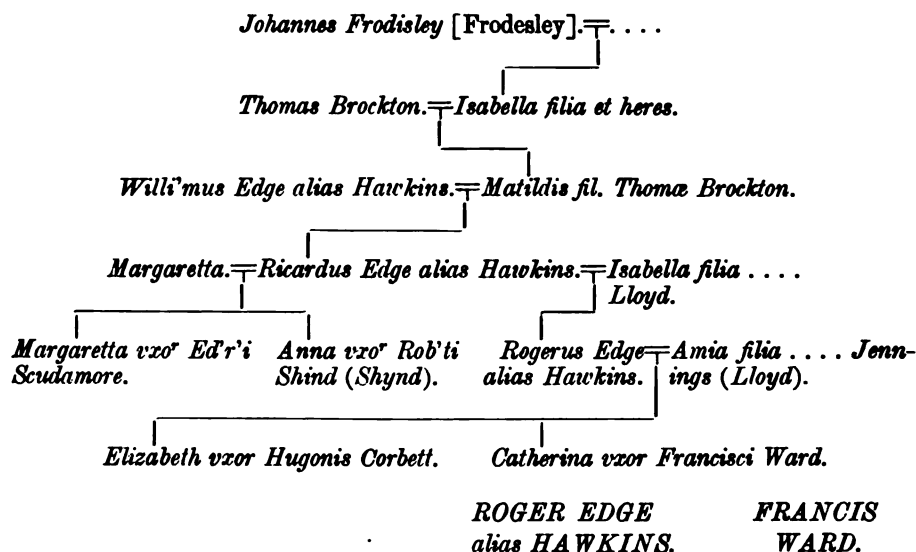 Johannes Frodisley [Frodesley].=. . . .
Thomas Brockton.=Isabella filia et heres.
Willi'mus Edge alias Hawkins.=Matildis fil. Thomæ Brockton.
Margaretta.=Ricardus Edge alias Hawkins.=Isabella filia . . . .
Lloyd.
Margaretta vxoʳ Ed'r'i Anna vxoʳ Rob'ti Rogerus Edge=Amia filia . . . . Jenn-
Scudamore. Shind (Shynd). alias Hawkins. ings (Lloyd).
Elizabeth vxor Hugonis Corbett. Catherina vxor Francisci Ward.
ROGER EDGE FRANCIS
alias HAWKINS. WARD.